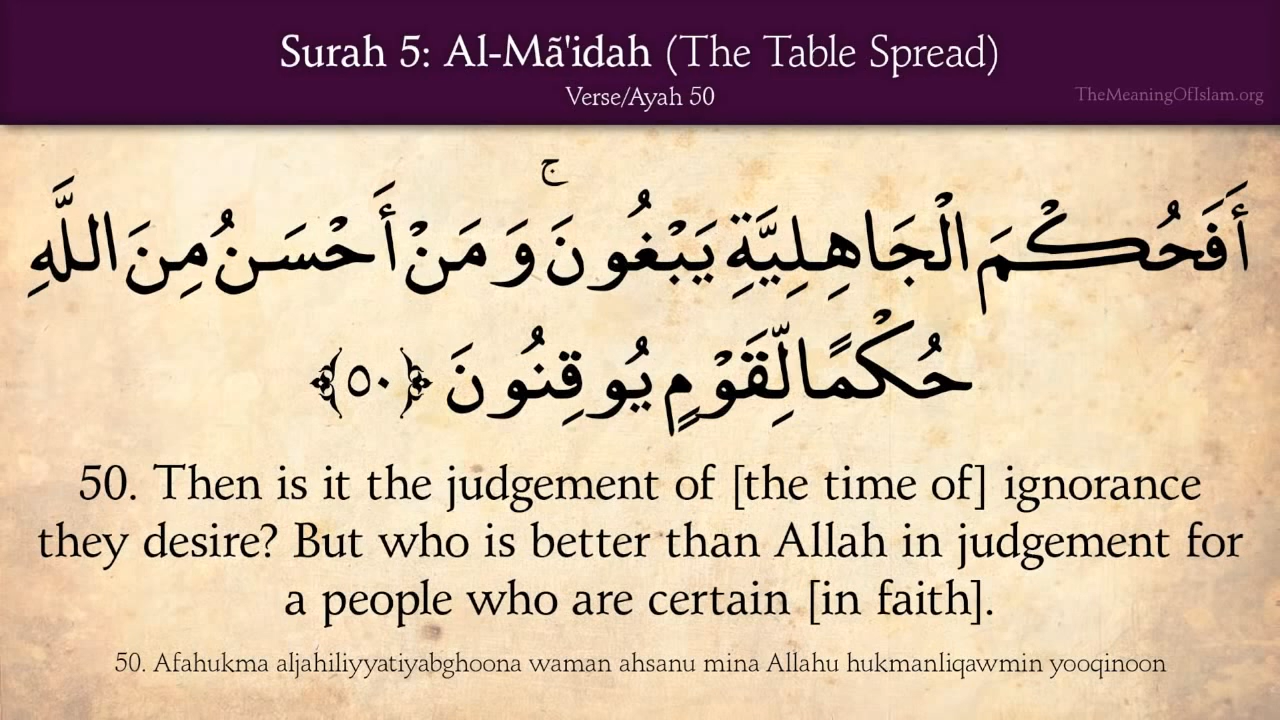 Surah 5: Al-Mã'idah (The Table Spread)
Verse/Ayah 50
TheMeaningOfIslam.org
أَفَحُكْمَ الْجَاهِلِيَّةِ يَبْغُونَ ۚ وَمَنْ أَحْسَنُ مِنَ اللَّهِ
حُكْمًا لِّقَوْمٍ يُوقِنُونَ ﴿٥٠﴾
50. Then is it the judgement of [the time of] ignorance
they desire? But who is better than Allah in judgement for
a people who are certain [in faith].
50. Afahukma aljahiliyyatiyabghoona waman ahsanu mina Allahu hukmanliqawmin yooqinoon